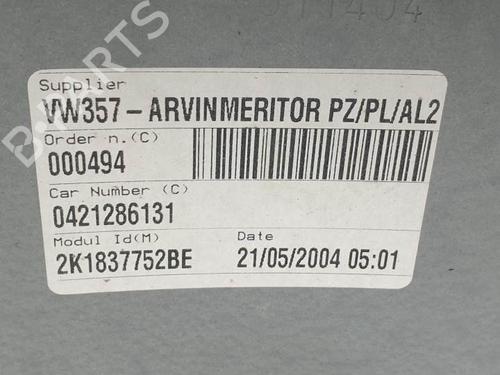 B-PARTS
Supplier
VW357 - ARVINMERITOR PZ/PL/AL2
Order n.(C)
000494
Car Number (C)
0421286131
Modul Id(M)
2K1837752BE
Date
21/05/2004 05:01